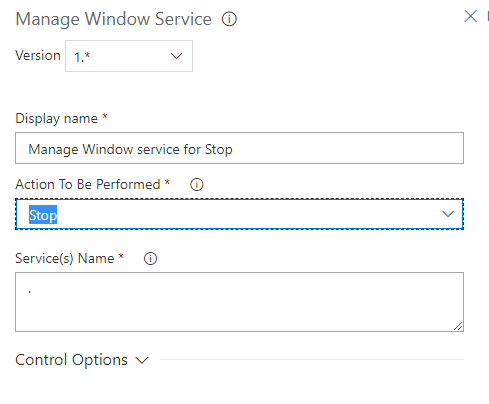 Manage Window Service
Version 1.*
Display name *
Manage Window service for Stop
Action To Be Performed *
Stop
Service(s) Name *
.
Control Options